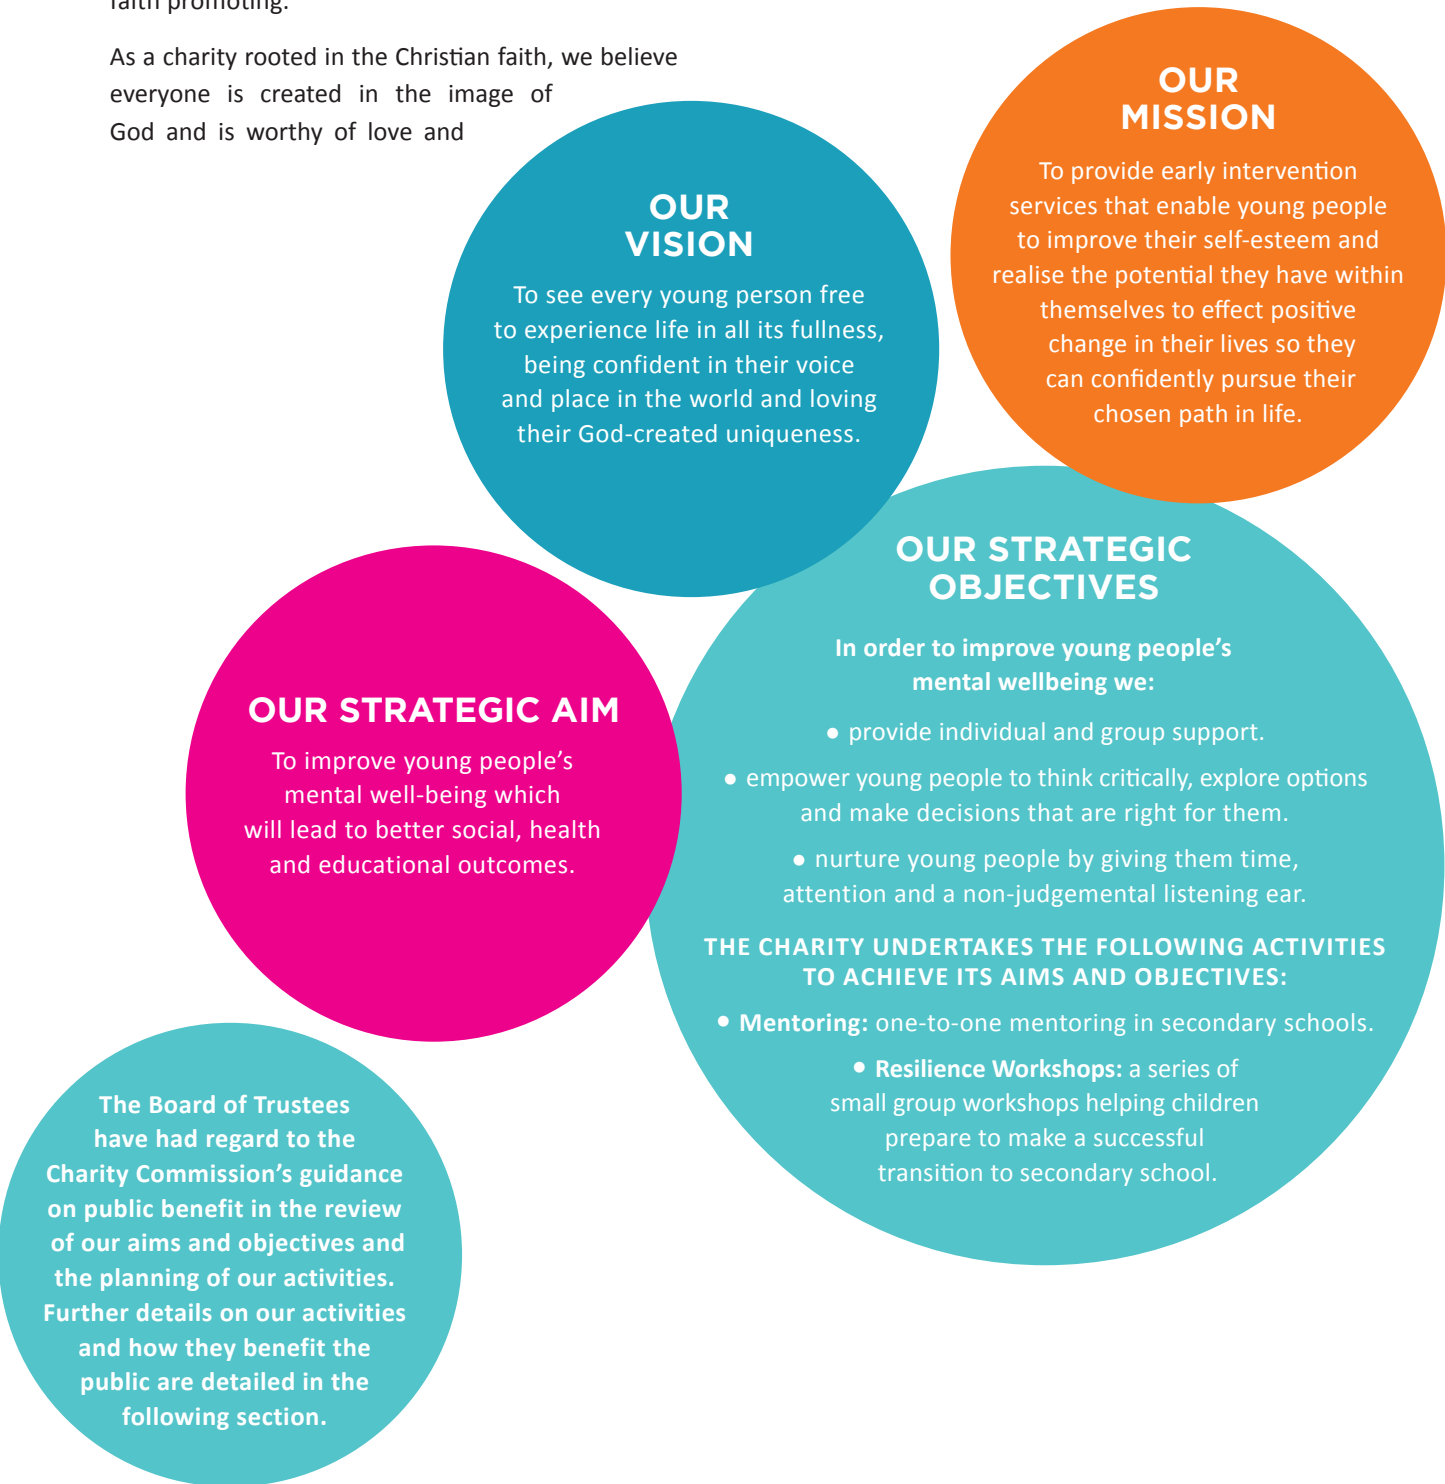 faith promoting.
As a charity rooted in the Christian faith, we believe
everyone is created in the image of
God and is worthy of love and
OUR
VISION
To see every young person free
to experience life in all its fullness,
being confident in their voice
and place in the world and loving
their God-created uniqueness.
OUR
MISSION
To provide early intervention
services that enable young people
to improve their self-esteem and
realise the potential they have within
themselves to effect positive
change in their lives so they
can confidently pursue their
chosen path in life.
OUR STRATEGIC AIM
To improve young people’s
mental well-being which
will lead to better social, health
and educational outcomes.
OUR STRATEGIC
OBJECTIVES
In order to improve young people’s
mental wellbeing we:
• provide individual and group support.
• empower young people to think critically, explore options
and make decisions that are right for them.
• nurture young people by giving them time,
attention and a non-judgemental listening ear.
THE CHARITY UNDERTAKES THE FOLLOWING ACTIVITIES
TO ACHIEVE ITS AIMS AND OBJECTIVES:
• Mentoring: one-to-one mentoring in secondary schools.
• Resilience Workshops: a series of
small group workshops helping children
prepare to make a successful
transition to secondary school.
The Board of Trustees
have had regard to the
Charity Commission’s guidance
on public benefit in the review
of our aims and objectives and
the planning of our activities.
Further details on our activities
and how they benefit the
public are detailed in the
following section.